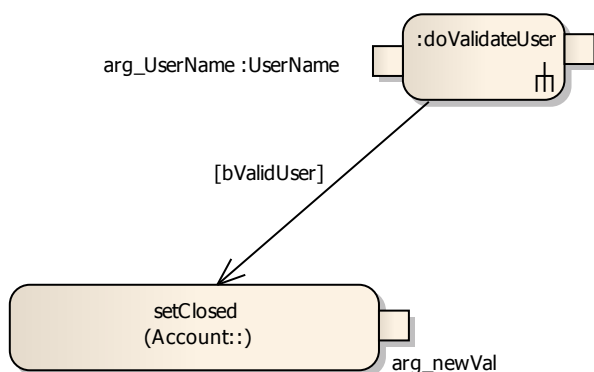 :doValidateUser
arg_UserName :UserName
[bValidUser]
setClosed
(Account::)
arg_newVal